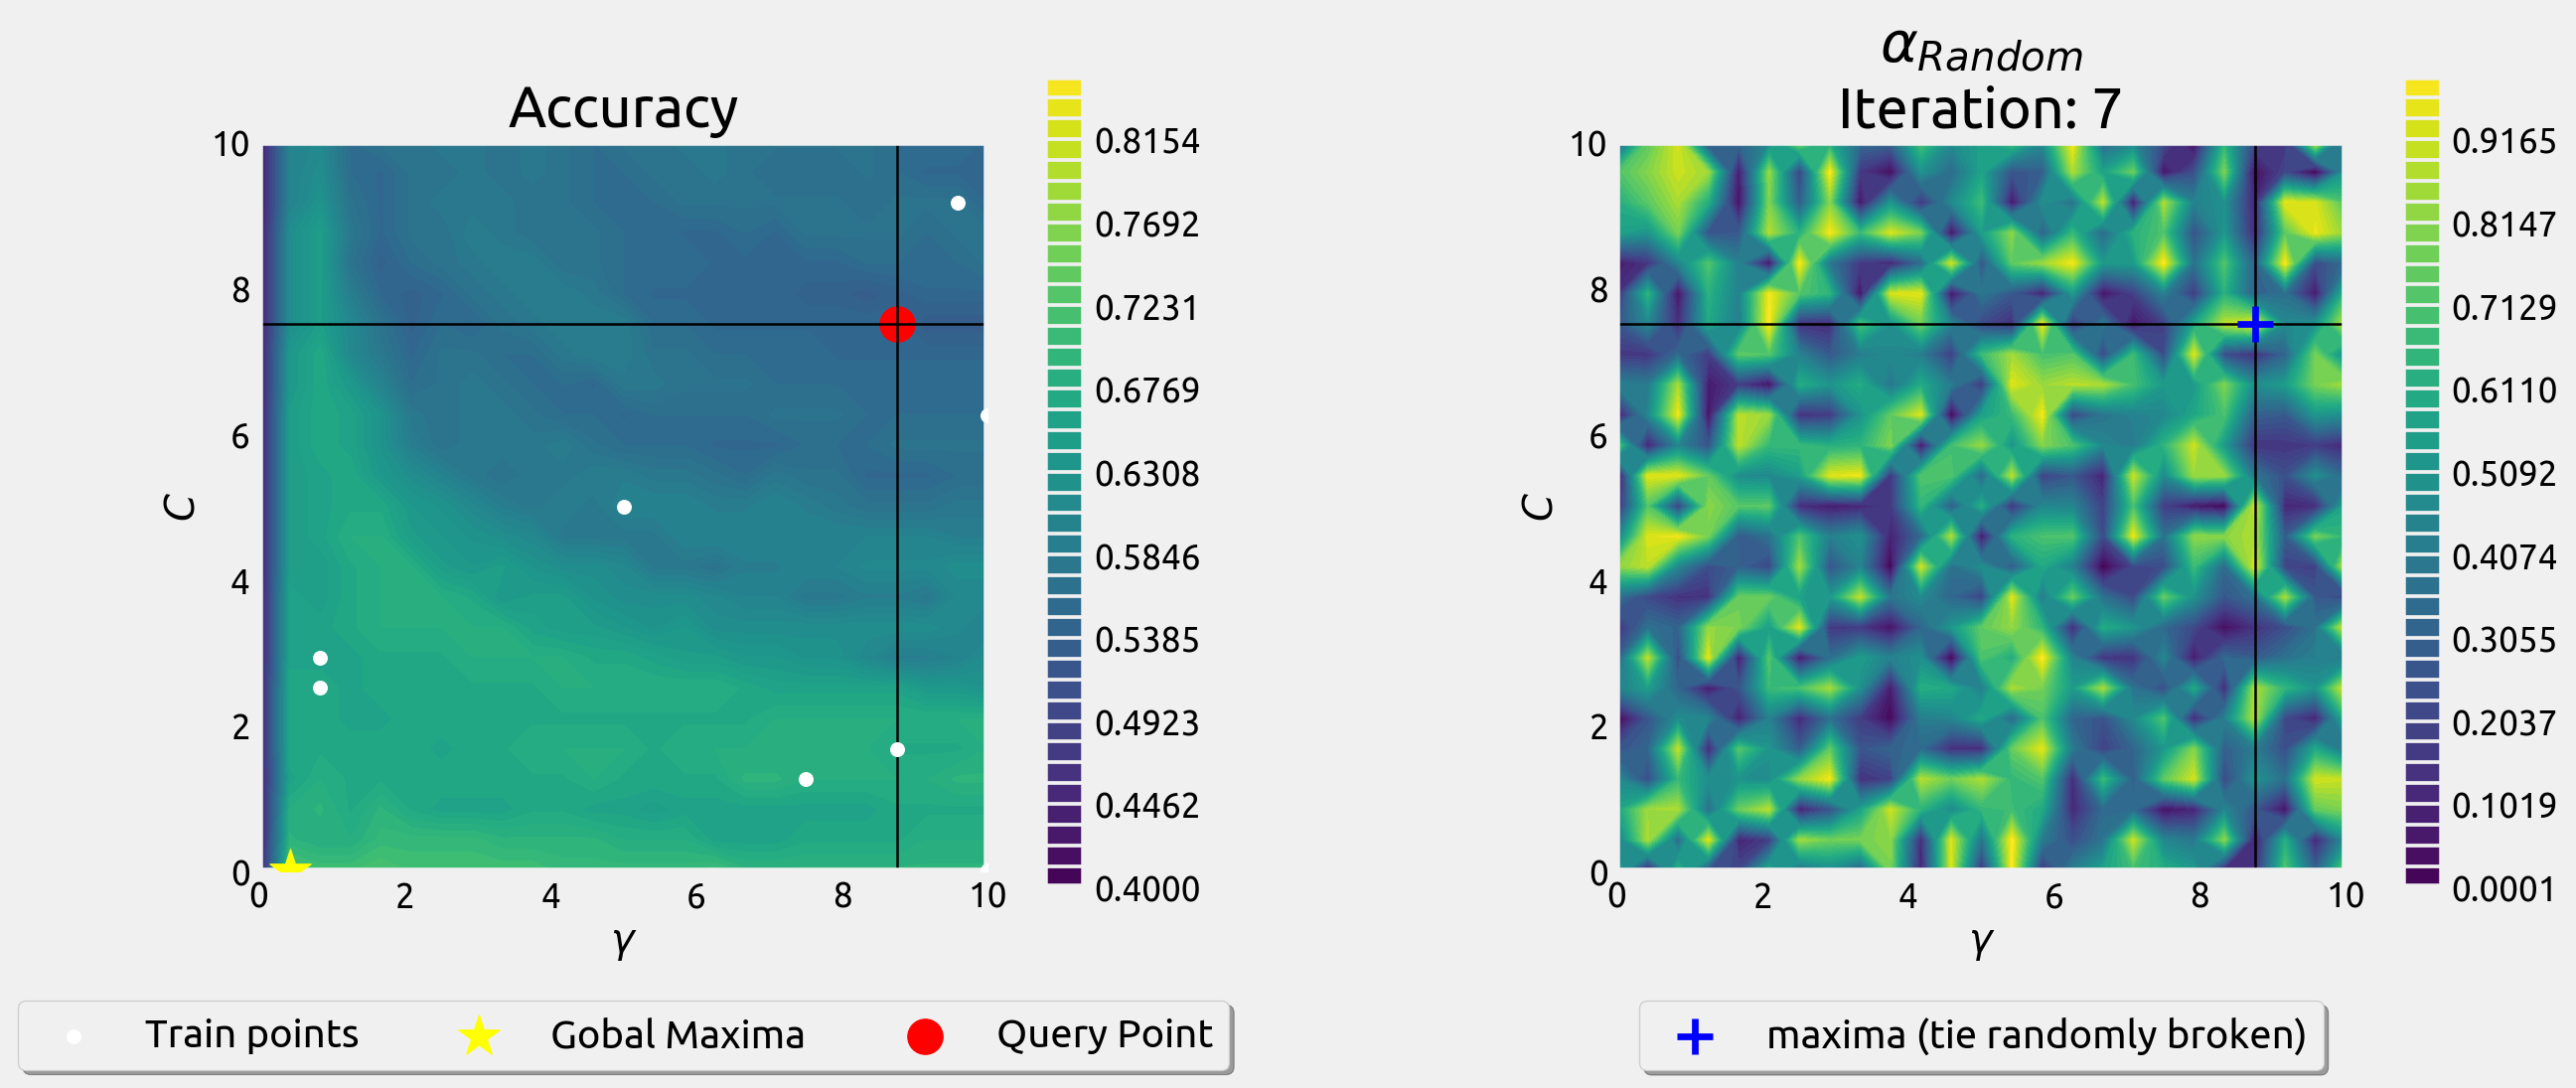 Accuracy
10
8
6
4
2
0
C
0 2 4 6 8 10
γ
0.8154
0.7692
0.7231
0.6769
0.6308
0.5846
0.5385
0.4923
0.4462
0.4000
Train points
Gobal Maxima
Query Point
αRandom
Iteration: 7
10
8
6
4
2
0
C
0 2 4 6 8 10
γ
0.9165
0.8147
0.7129
0.6110
0.5092
0.4074
0.3055
0.2037
0.1019
0.0001
maxima (tie randomly broken)